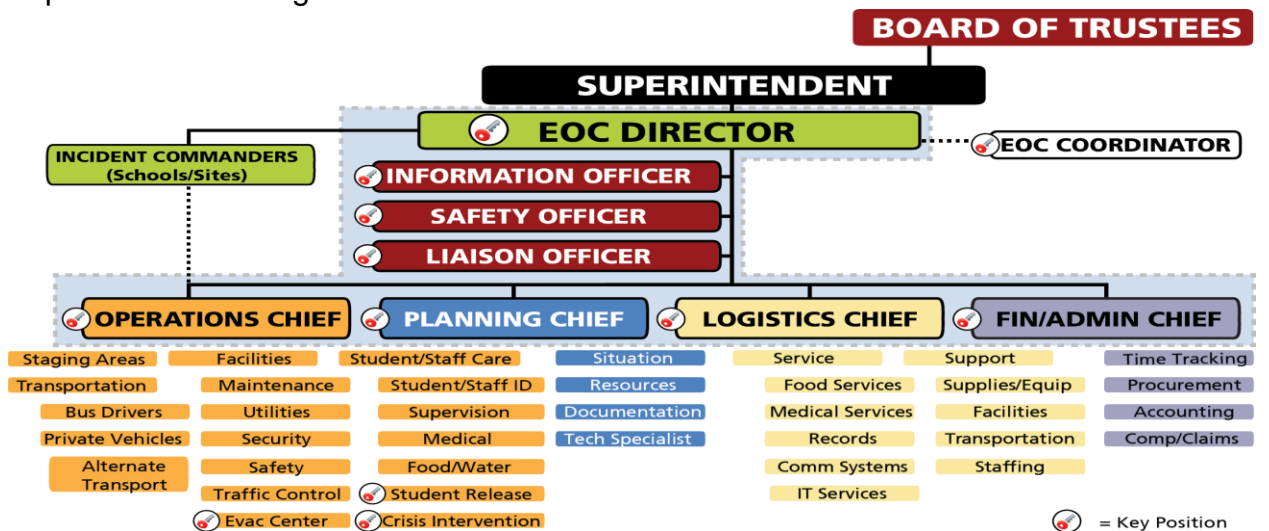 BOARD OF TRUSTEES
SUPERINTENDENT
EOC DIRECTOR
EOC COORDINATOR
INCIDENT COMMANDERS
(Schools/Sites)
INFORMATION OFFICER
SAFETY OFFICER
LIAISON OFFICER
OPERATIONS CHIEF
PLANNING CHIEF
LOGISTICS CHIEF
FIN/ADMIN CHIEF
Staging Areas
Transportation
Bus Drivers
Private Vehicles
Alternate
Transport
Facilities
Maintenance
Utilities
Security
Safety
Traffic Control
Evac Center
Student/Staff Care
Student/Staff ID
Supervision
Medical
Food/Water
Student Release
Crisis Intervention
Situation
Resources
Documentation
Tech Specialist
Service
Food Services
Medical Services
Records
Comm Systems
IT Services
Support
Supplies/Equip
Facilities
Transportation
Staffing
Time Tracking
Procurement
Accounting
Comp/Claims
= Key Position